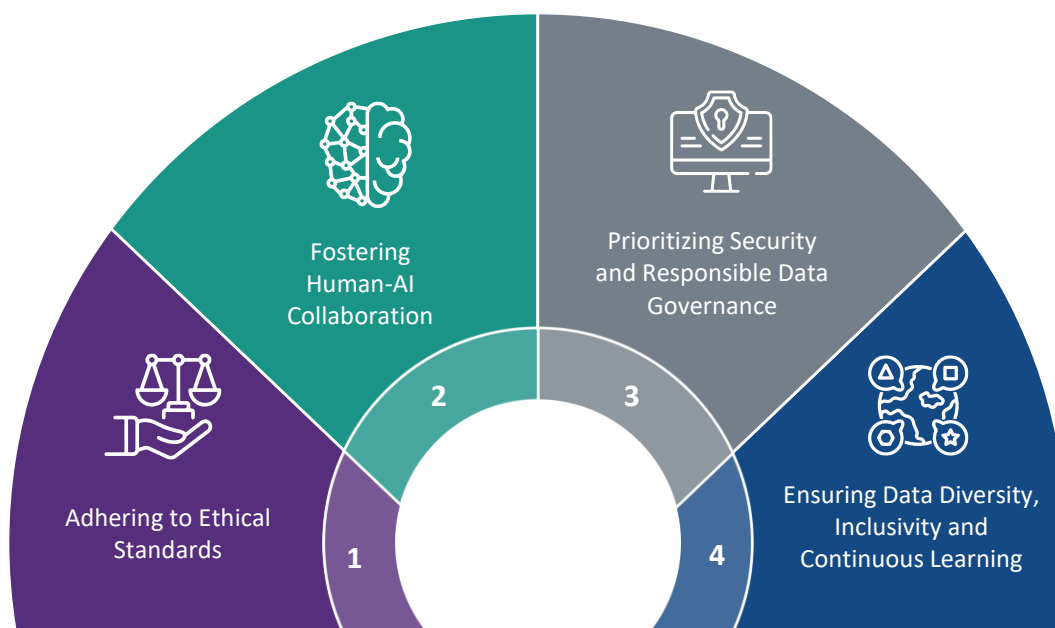 1
Adhering to Ethical
Standards
2
Fostering
Human-AI
Collaboration
3
Prioritizing Security
and Responsible Data
Governance
4
Ensuring Data Diversity,
Inclusivity and
Continuous Learning